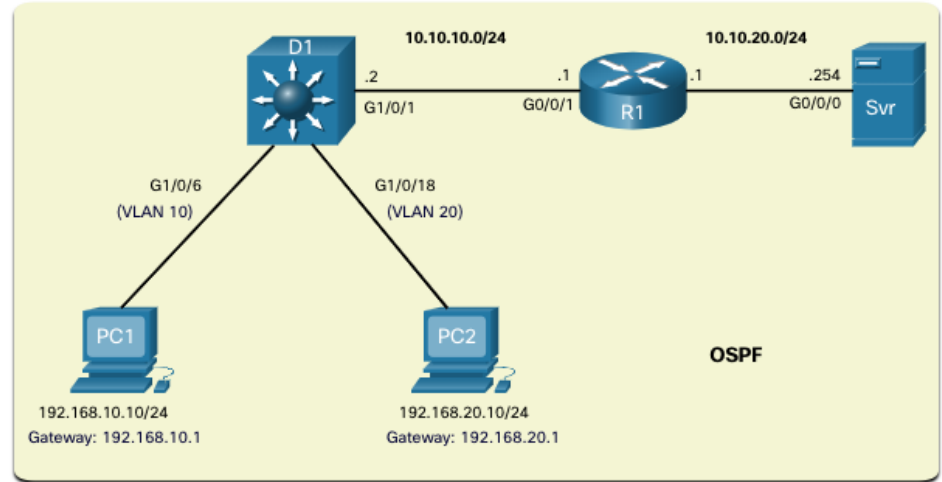 10.10.10.0/24
10.10.20.0/24
D1
.2
.1
.1
.254
G1/0/1
G0/0/1
R1
G0/0/0
Svr
G1/0/6
(VLAN 10)
G1/0/18
(VLAN 20)
PC1
PC2
OSPF
192.168.10.10/24
Gateway: 192.168.10.1
192.168.20.10/24
Gateway: 192.168.20.1